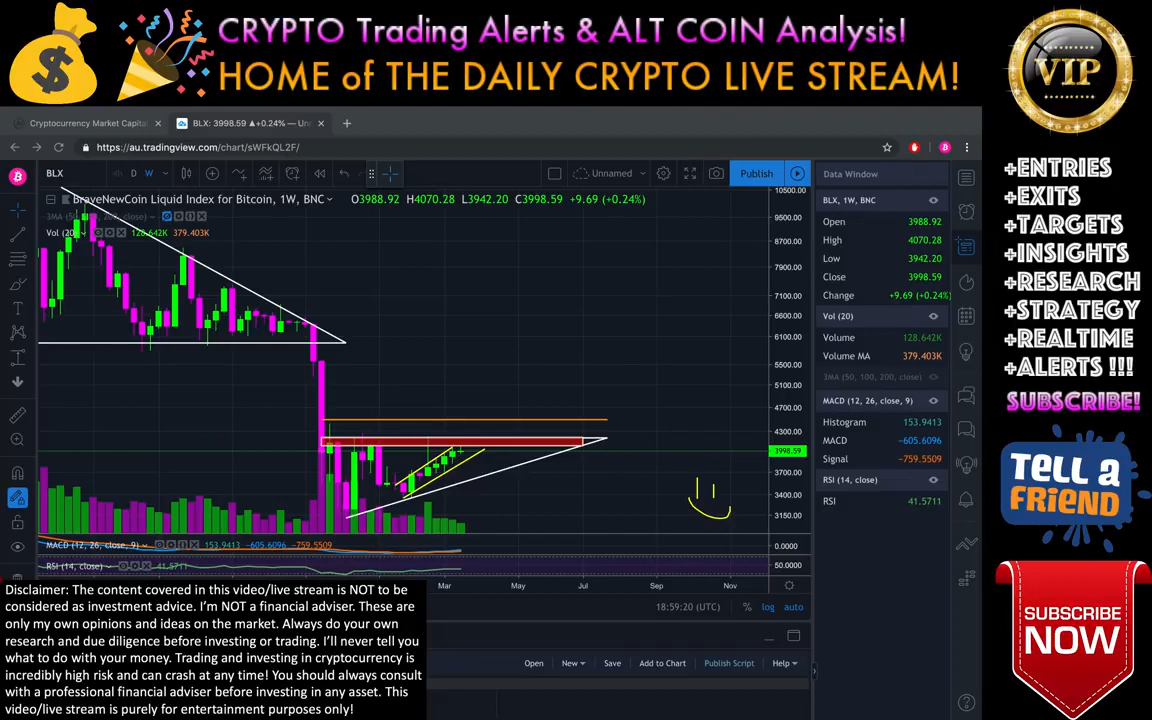 CRYPTO Trading Alerts & ALT COIN Analysis!
HOME of THE DAILY CRYPTO LIVE STREAM!
VIP
Cryptocurrency Market Capital
BLX: 3998.59 ▲+0.24% — Unn
https://au.tradingview.com/chart/sWFkQL2F/
BLX
D
W
Unnamed
Publish
BraveNewCoin Liquid Index for Bitcoin, 1W, BNC
O3988.92 H4070.28 L3942.20 C3998.59 +9.69 (+0.24%)
3MA (50, 100, 200, close)
Vol (20)
128.642K
379.403K
10500.00
9500.00
8700.00
7900.00
7200.00
6600.00
6100.00
5500.00
5100.00
4700.00
4300.00
3998.59
3700.00
3400.00
3150.00
MACD (12, 26, close, 9)
153.9413 -605.6096 -759.5509
0.0000
RSI (14, close)
41.5711
50.0000
Mar
May
Jul
Sep
Nov
18:59:20 (UTC)
%
log
auto
Open
New
Save
Add to Chart
Publish Script
Help
Data Window
BLX, 1W, BNC
Open 3988.92
High 4070.28
Low 3942.20
Close 3998.59
Change +9.69 (+0.24%)
Vol (20)
Volume 128.642K
Volume MA 379.403K
3MA (50, 100, 200, close)
MACD (12, 26, close, 9)
Histogram 153.9413
MACD -605.6096
Signal -759.5509
RSI (14, close)
RSI 41.5711
+ENTRIES
+EXITS
+TARGETS
+INSIGHTS
+RESEARCH
+STRATEGY
+REALTIME
+ALERTS !!!
SUBSCRIBE!
TELL A
FRIEND
SUBSCRIBE
NOW
Disclaimer: The content covered in this video/live stream is NOT to be
considered as investment advice. I'm NOT a financial adviser. These are
only my own opinions and ideas on the market. Always do your own
research and due diligence before investing or trading. I'll never tell you
what to do with your money. Trading and investing in cryptocurrency is
incredibly high risk and can crash at any time! You should always consult
with a professional financial adviser before investing in any asset. This
video/live stream is purely for entertainment purposes only!